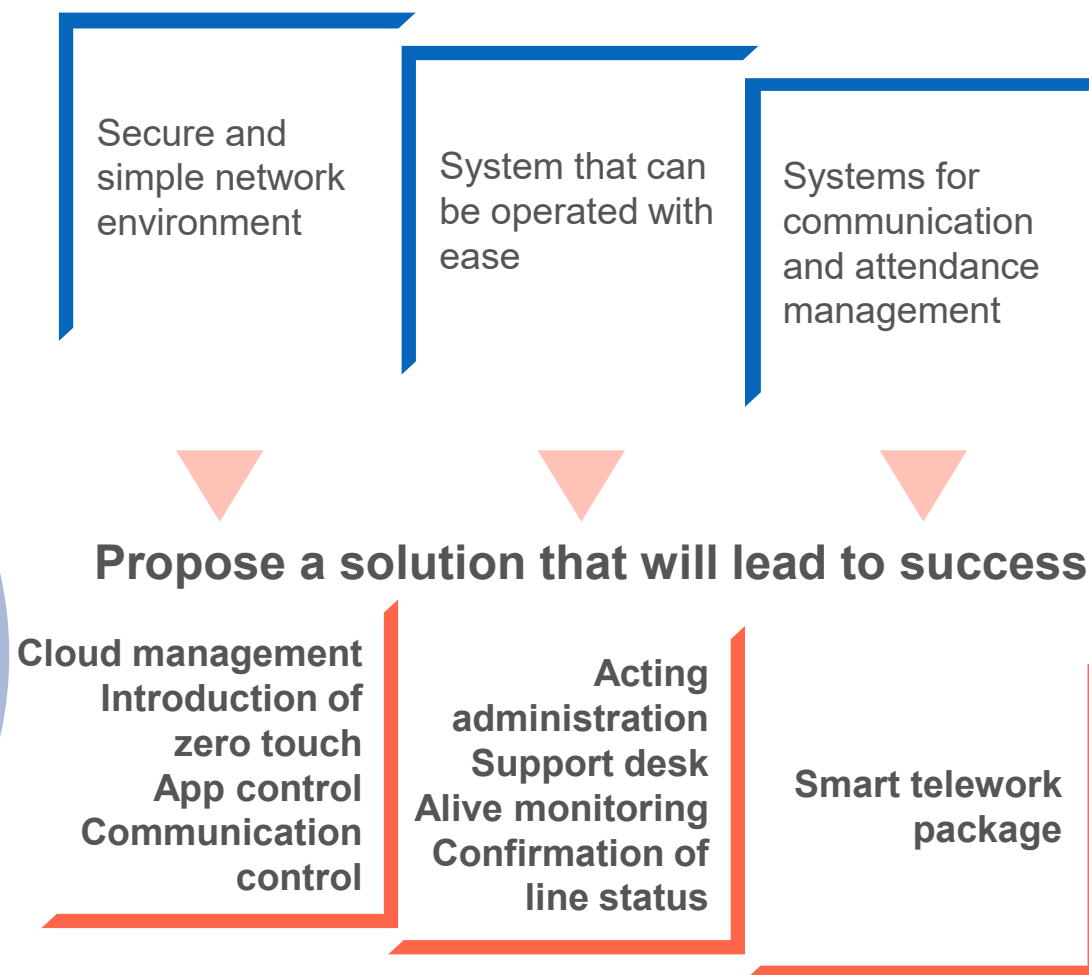 Secure and
simple network
environment
System that can
be operated with
ease
Systems for
communication
and attendance
management
Propose a solution that will lead to success
Cloud management
Introduction of
zero touch
App control
Communication
control
Acting
administration
Support desk
Alive monitoring
Confirmation of
line status
Smart telework
package